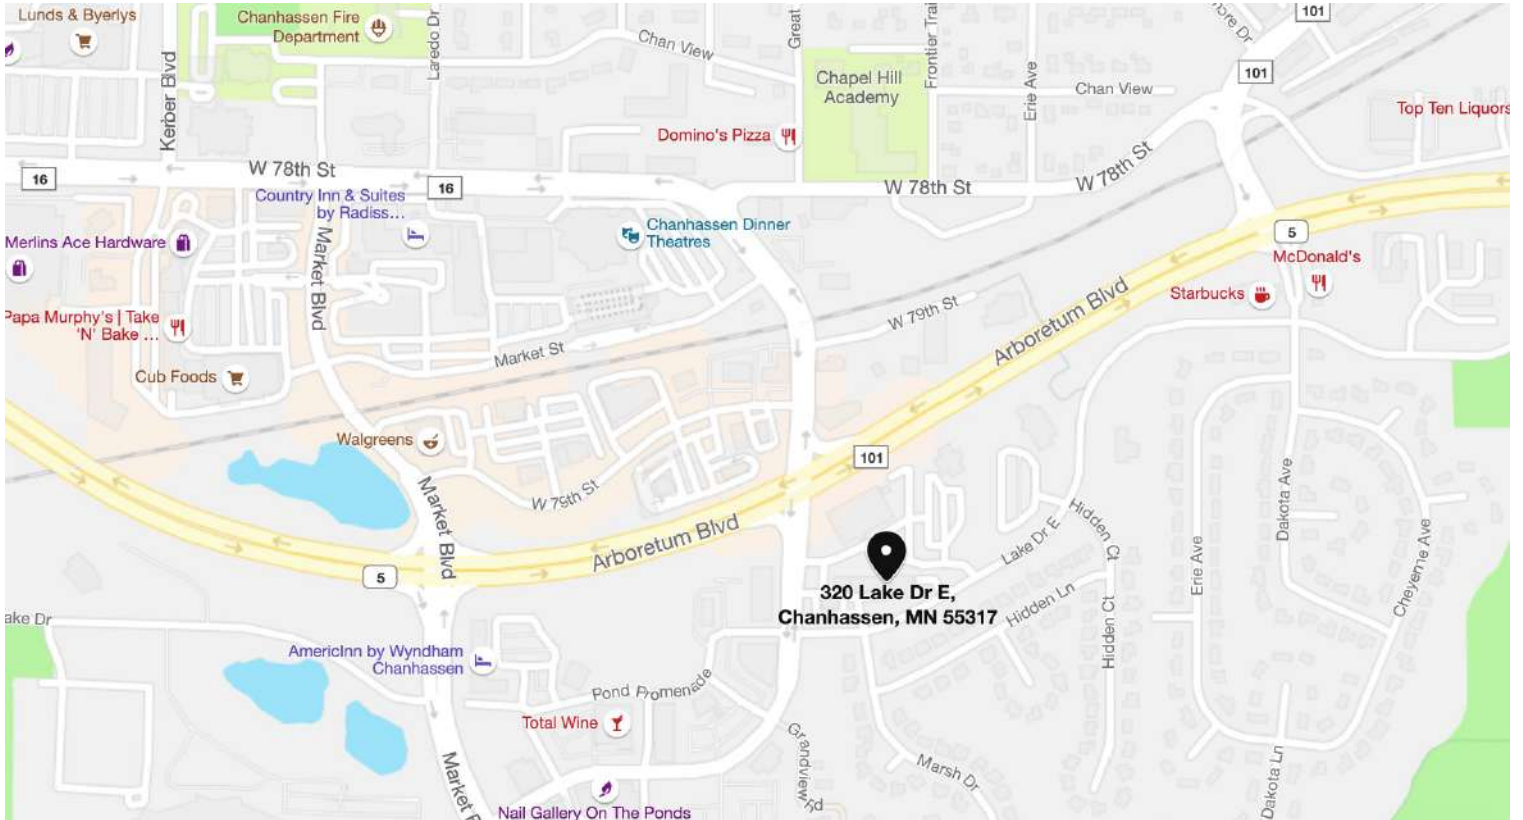 Lunds & Byerlys
Chanhassen Fire
Department
Laredo Dr
Kerber Blvd
Chan View
Great
Frontier Trai
Chapel Hill
Academy
Erie Ave
Chan View
101
101
Top Ten Liquors
Domino's Pizza
W 78th St
16
16
W 78th St
W 78th St
Country Inn & Suites
by Radiss...
Chanhassen Dinner
Theatres
Merlins Ace Hardware
Market Blvd
5
McDonald's
Starbucks
Papa Murphy's | Take
'N' Bake ...
W 79th St
Arboretum Blvd
Market St
Cub Foods
Walgreens
101
W 79th St
Market Blvd
Arboretum Blvd
5
Lake Dr E
Hidden Ct
Dakota Ave
Erie Ave
Cheyenne Ave
320 Lake Dr E,
Chanhassen, MN 55317
Hidden Ln
Hidden Ct
ake Dr
AmericInn by Wyndham
Chanhassen
Pond Promenade
Total Wine
Grandview Rd
Marsh Dr
Dakota Ln
Market
Nail Gallery On The Ponds